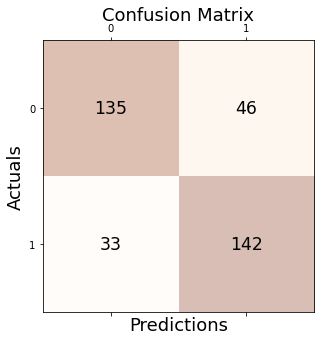 Confusion Matrix
0 1
0 135 46
Actuals
1 33 142
Predictions